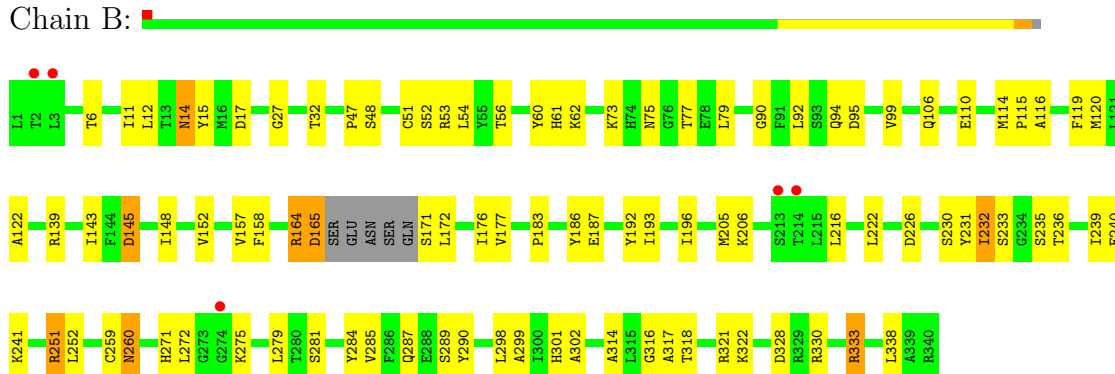 Chain B:
L1 T2 L3 T6 I11 L12 T13 N14 Y15 M16 D17 G27 T32 P47 S48 C51 S52 R53 L54 Y55 T56 Y60 H61 K62 K73 H74 N75 G76 T77 E78 L79 G90 F91 L92 S93 Q94 D95 V99 Q106 E110 M114 P115 A116 F119 M120 L121
A122 R139 I143 F144 D145 I148 V152 V157 F158 R164 D165 SER GLU ASN SER GLN S171 L172 I176 V177 P183 Y186 E187 Y192 I193 I196 M205 K206 S213 T214 L215 L216 L222 D226 S230 Y231 I232 S233 G234 S235 T236 I239 E240
K241 R251 L252 C259 N260 H271 L272 G273 G274 K275 L279 T280 S281 Y284 V285 F286 Q287 E288 S289 Y290 L298 A299 I300 H301 A302 A314 L315 G316 A317 T318 R321 K322 D328 R329 R330 R333 L338 A339 R340